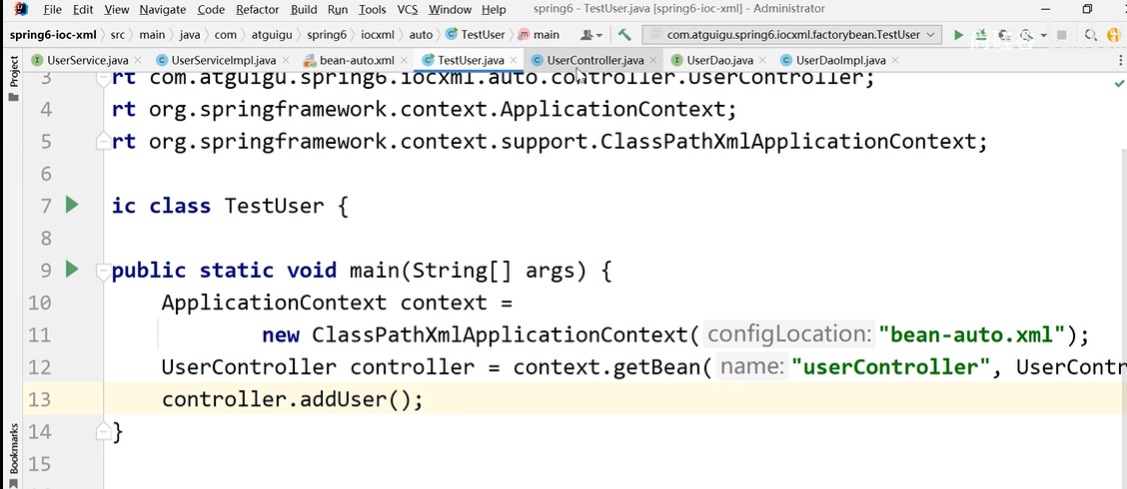 File Edit View Navigate Code Refactor Build Run Tools VCS Window Help spring6 - TestUser.java [spring6-ioc-xml] - Administrator
spring6-ioc-xml src main java com atguigu spring6 iocxml auto TestUser main com.atguigu.spring6.iocxml.factorybean.TestUser
UserService.java UserServiceImpl.java bean-auto.xml TestUser.java UserController.java UserDao.java UserDaoImpl.java
Project
3 rt com.atguigu.spring6.iocxml.auto.controller.UserController;
4 rt org.springframework.context.ApplicationContext;
5 rt org.springframework.context.support.ClassPathXmlApplicationContext;
6
7 ic class TestUser {
8
9 public static void main(String[] args) {
10 ApplicationContext context =
11 new ClassPathXmlApplicationContext( configLocation: "bean-auto.xml");
12 UserController controller = context.getBean( name: "userController", UserContr
13 controller.addUser();
14 }
15
Bookmarks